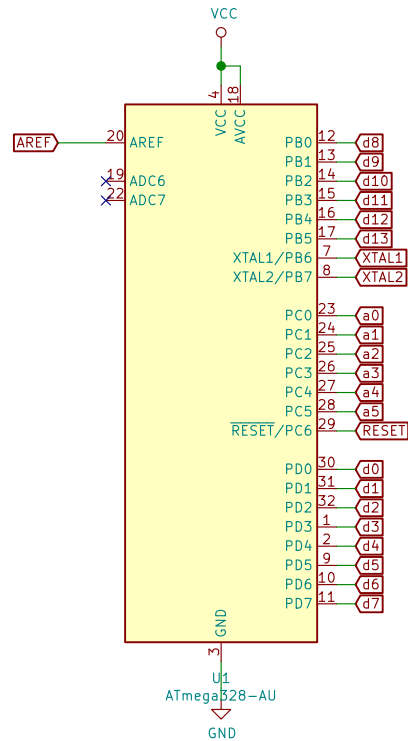 VCC
4
18
VCC
AVCC
AREF 20 AREF PB0 12 d8
PB1 13 d9
19 ADC6 PB2 14 d10
22 ADC7 PB3 15 d11
PB4 16 d12
PB5 17 d13
XTAL1/PB6 7 XTAL1
XTAL2/PB7 8 XTAL2
PC0 23 a0
PC1 24 a1
PC2 25 a2
PC3 26 a3
PC4 27 a4
PC5 28 a5
RESET/PC6 29 RESET
PD0 30 d0
PD1 31 d1
PD2 32 d2
PD3 1 d3
PD4 2 d4
PD5 9 d5
PD6 10 d6
PD7 11 d7
GND
3
U1
ATmega328-AU
GND